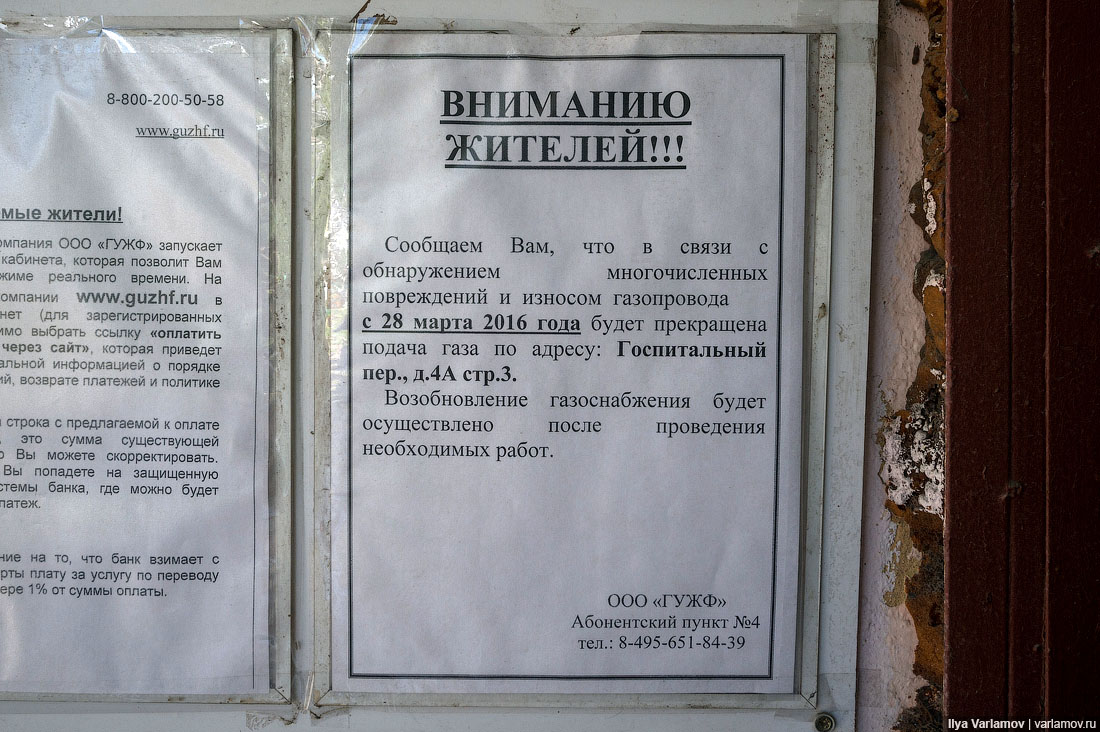 8-800-200-50-58
www.guzhf.ru
мые жители!
омпания ООО «ГУЖФ» запускает
кабинета, которая позволит Вам
жиме реального времени. На
омпании www.guzhf.ru в
нет (для зарегистрированных
имо выбрать ссылку «оплатить
через сайт», которая приведет
альной информацией о порядке
ий, возврате платежей и политике
строка с предлагаемой к оплате
, это сумма существующей
о Вы можете скорректировать.
Вы попадете на защищенную
стемы банка, где можно будет
латеж.
ние на то, что банк взимает с
рты плату за услугу по переводу
ере 1% от суммы оплаты.
ВНИМАНИЮ
ЖИТЕЛЕЙ!!!
Сообщаем Вам, что в связи с
обнаружением многочисленных
повреждений и износом газопровода
с 28 марта 2016 года будет прекращена
подача газа по адресу: Госпитальный
пер., д.4А стр.3.
Возобновление газоснабжения будет
осуществлено после проведения
необходимых работ.
ООО «ГУЖФ»
Абонентский пункт №4
тел.: 8-495-651-84-39
Ilya Varlamov | varlamov.ru